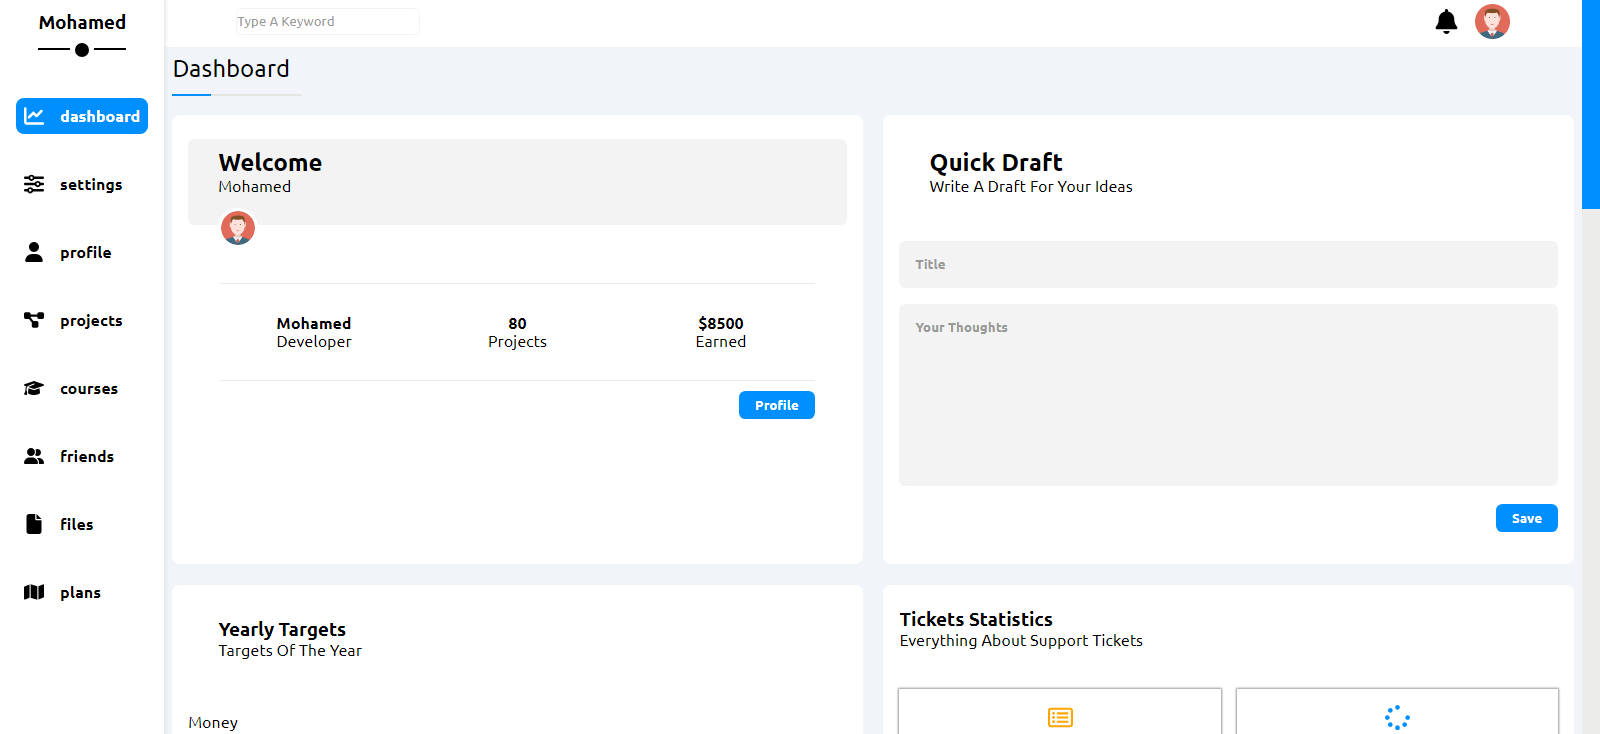 Mohamed
dashboard
settings
profile
projects
courses
friends
files
plans
Type A Keyword
Dashboard
Welcome
Mohamed
Mohamed
Developer
80
Projects
$8500
Earned
Profile
Quick Draft
Write A Draft For Your Ideas
Title
Your Thoughts
Save
Yearly Targets
Targets Of The Year
Money
Tickets Statistics
Everything About Support Tickets